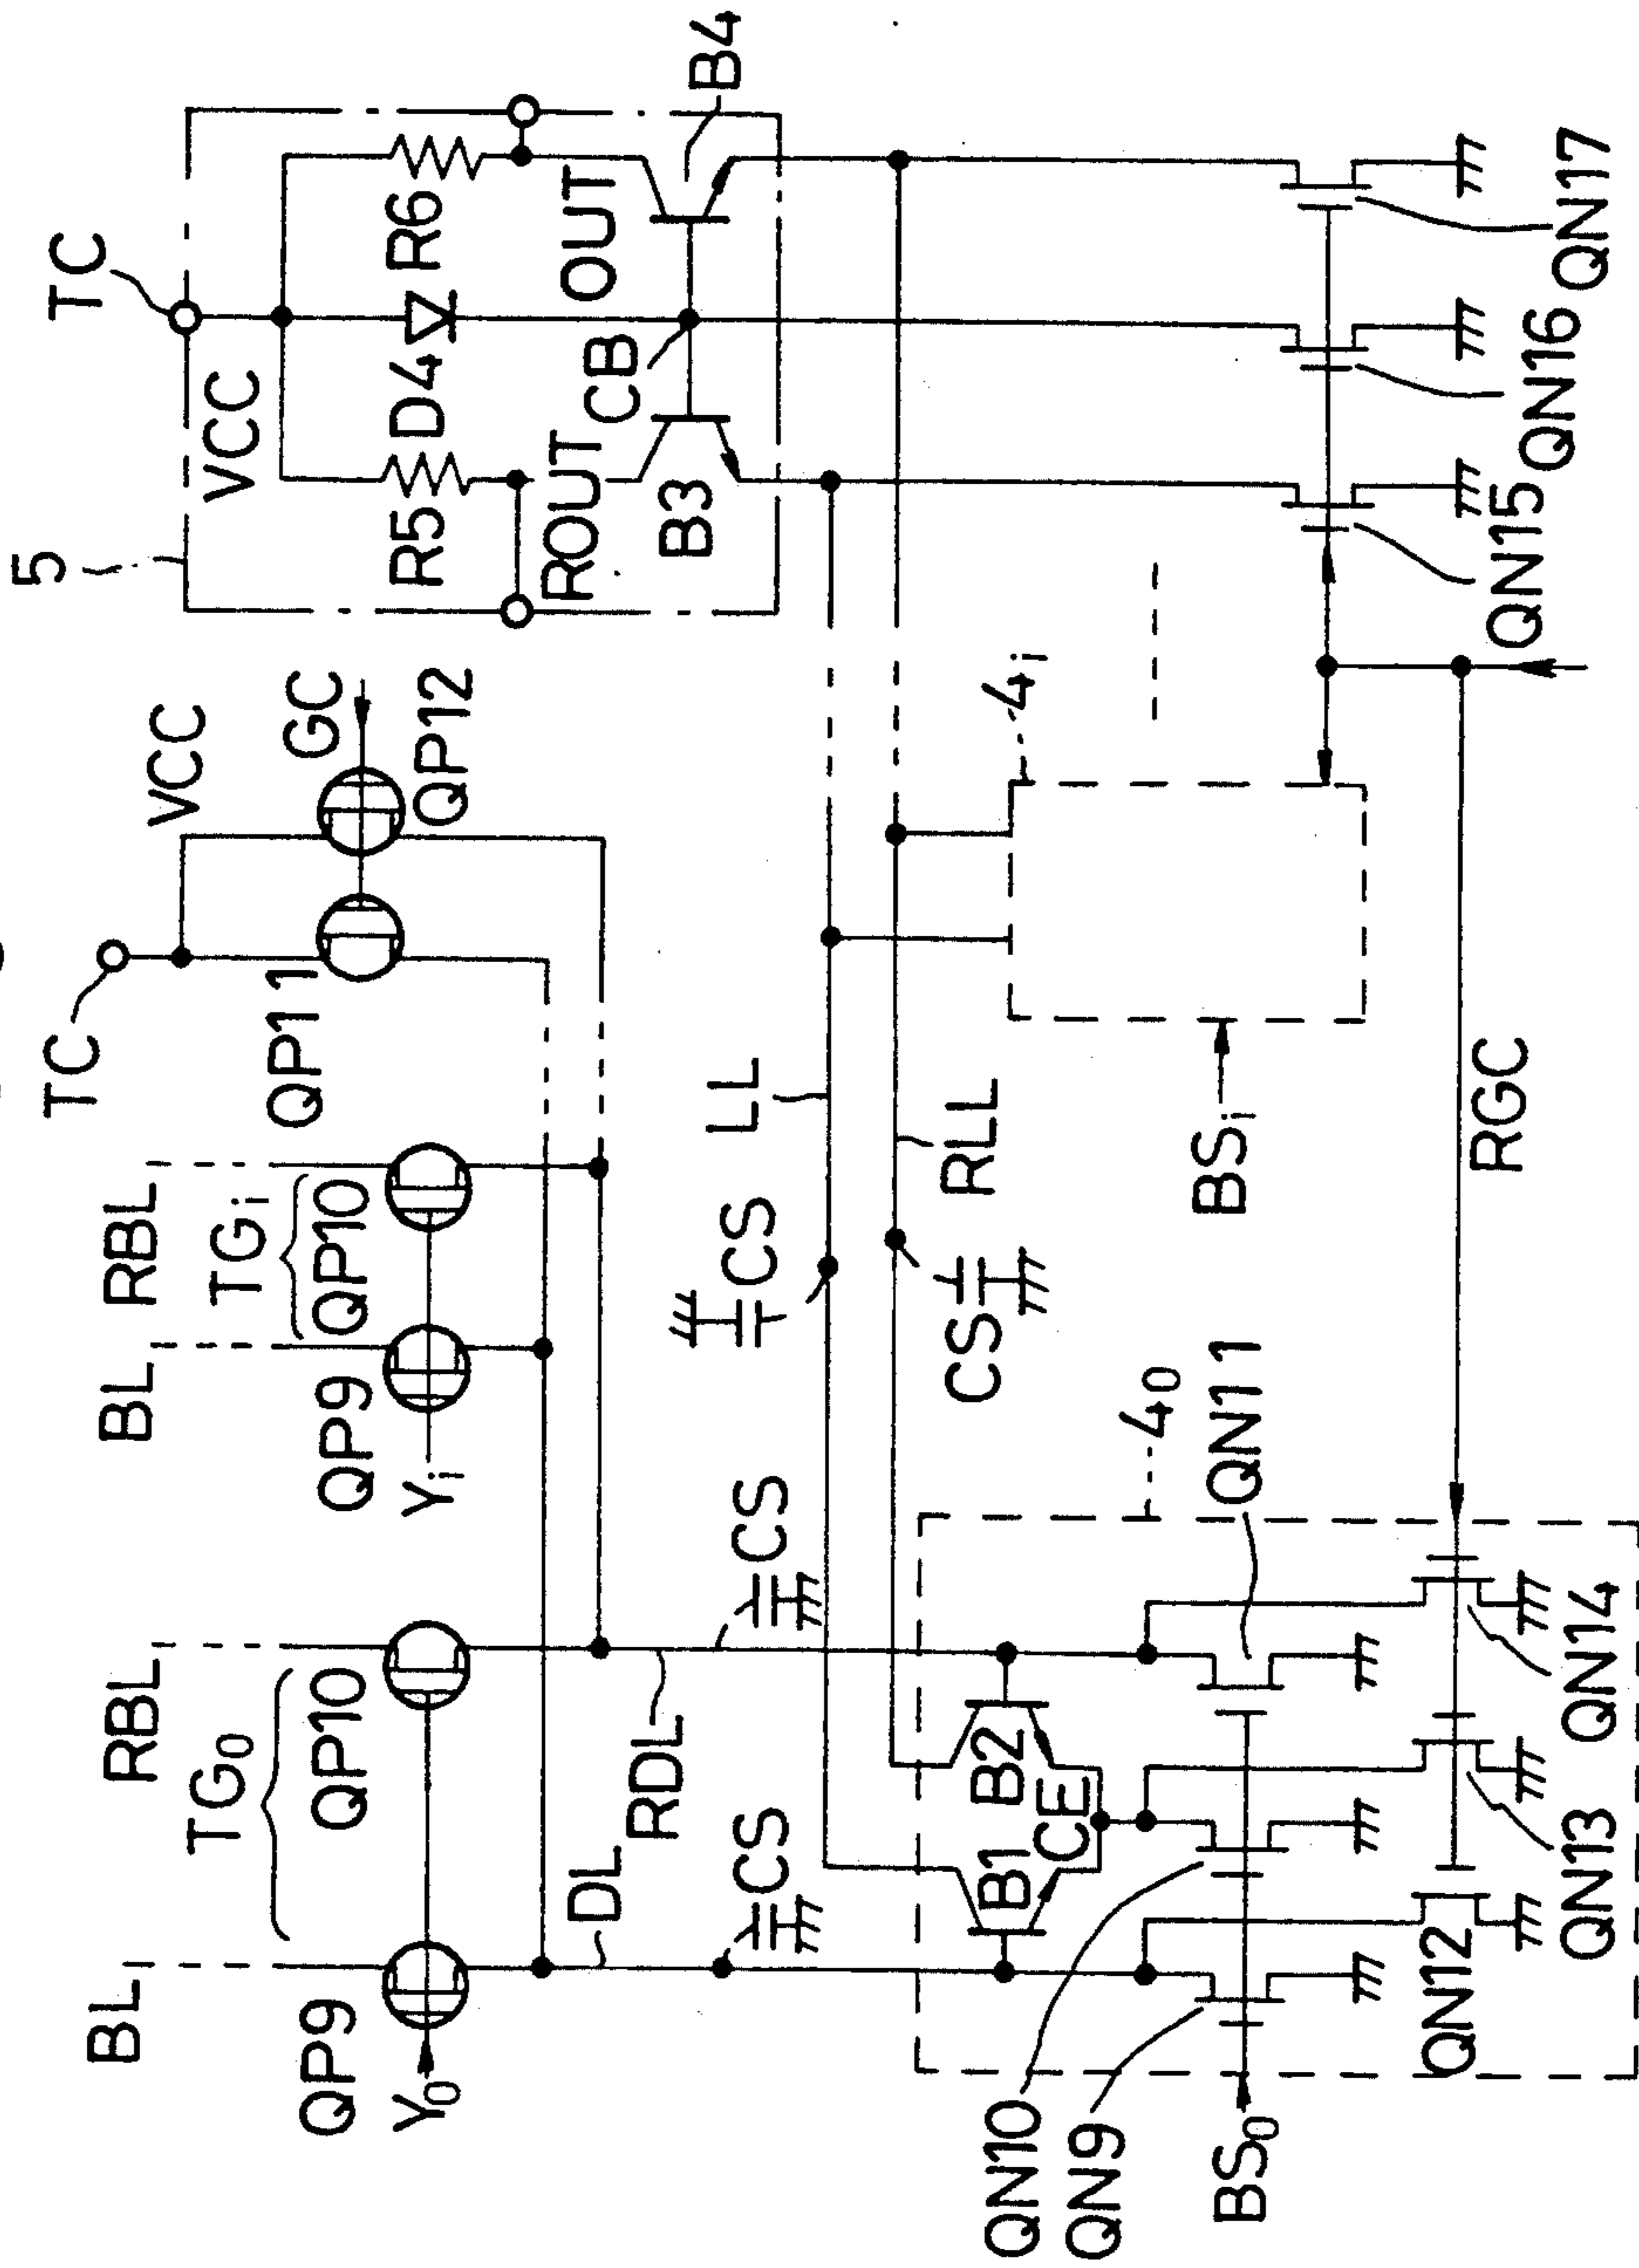 TC
5
VCC
R5
D4
R6
ROUT
OUT
CB
B3
B4
TC
VCC
GC
QP11
QP12
BL
RBL
TG0
QP9
QP10
Y0
BL
RBL
TGi
QP9
QP10
Yi
DL
RDL
CS
CS
CS
LL
CS
RLL
4i
BSi
40
B1
B2
CE
QN11
QN10
QN9
BS0
QN12
QN13
QN14
RGC
QN15
QN16
QN17